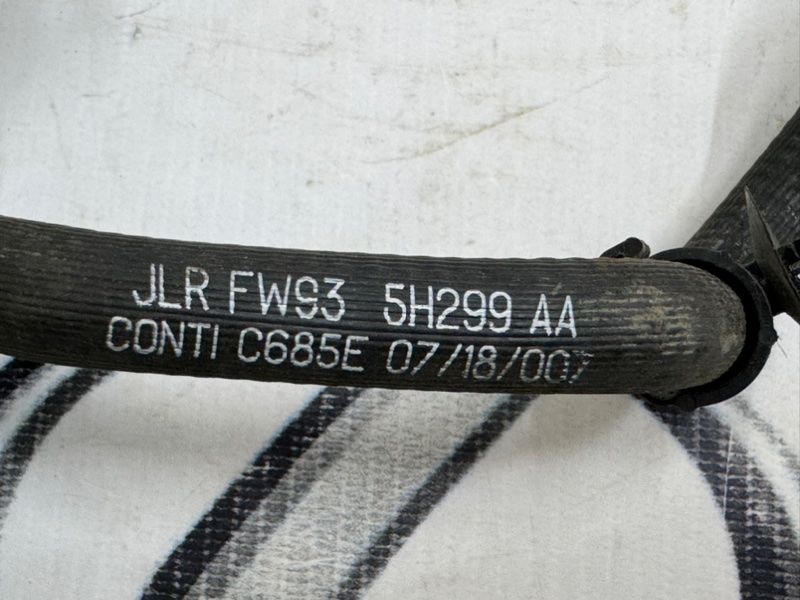 JLR FW93 5H299 AA
CONTI C685E 07/18/007